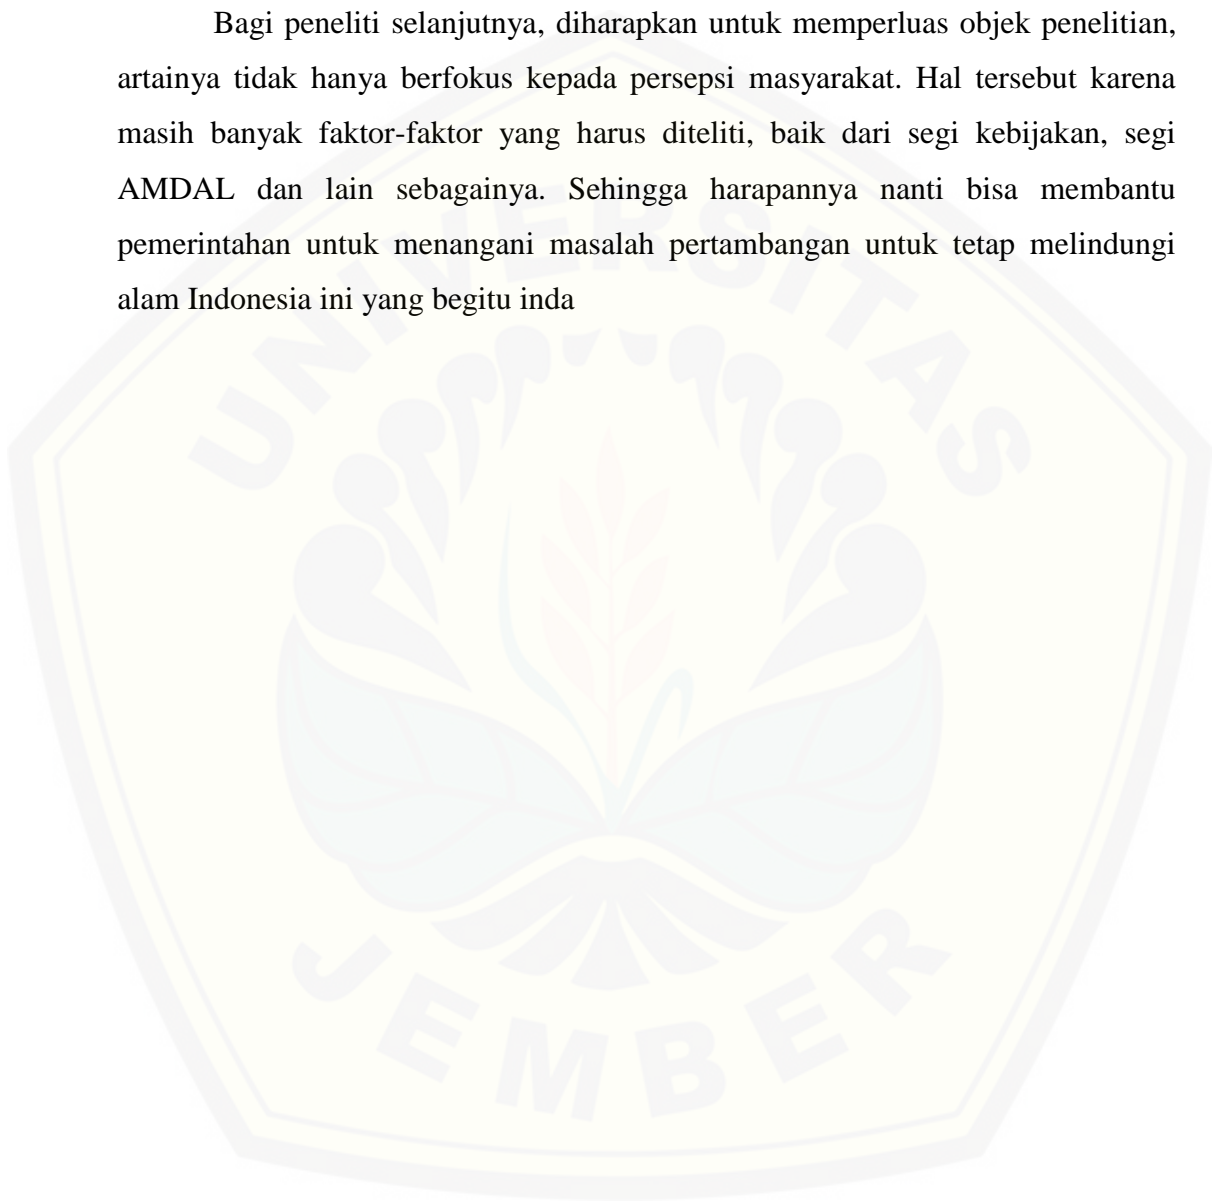 Bagi peneliti selanjutnya, diharapkan untuk memperluas objek penelitian,
artainya tidak hanya berfokus kepada persepsi masyarakat. Hal tersebut karena
masih banyak faktor-faktor yang harus diteliti, baik dari segi kebijakan, segi
AMDAL dan lain sebagainya. Sehingga harapannya nanti bisa membantu
pemerintahan untuk menangani masalah pertambangan untuk tetap melindungi
alam Indonesia ini yang begitu inda
UNIVERSITAS
JEMBER